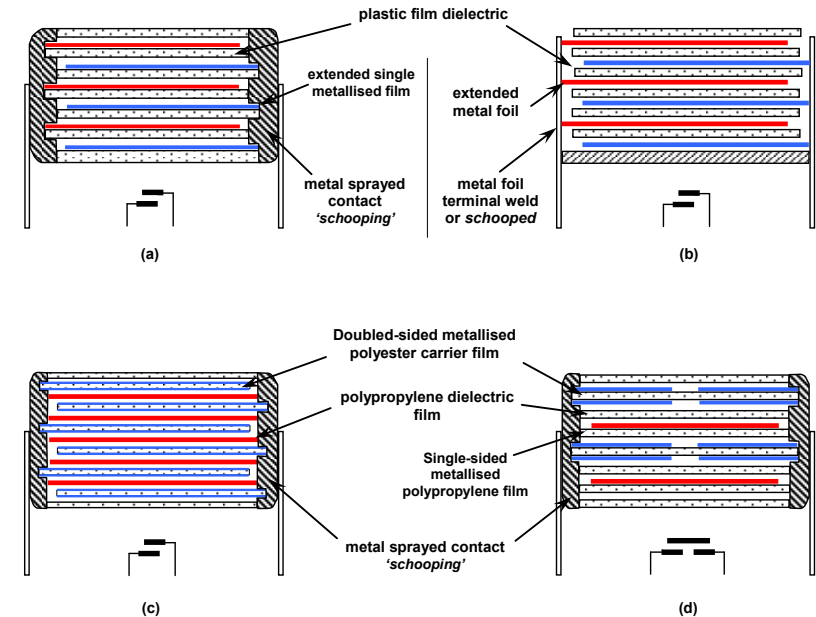 plastic film dielectric
extended single
metallised film
extended
metal foil
metal sprayed
contact
'schooping'
metal foil
terminal weld
or schooped
(a)
(b)
Doubled-sided metallised
polyester carrier film
polypropylene dielectric
film
Single-sided
metallised
polypropylene film
metal sprayed contact
'schooping'
(c)
(d)